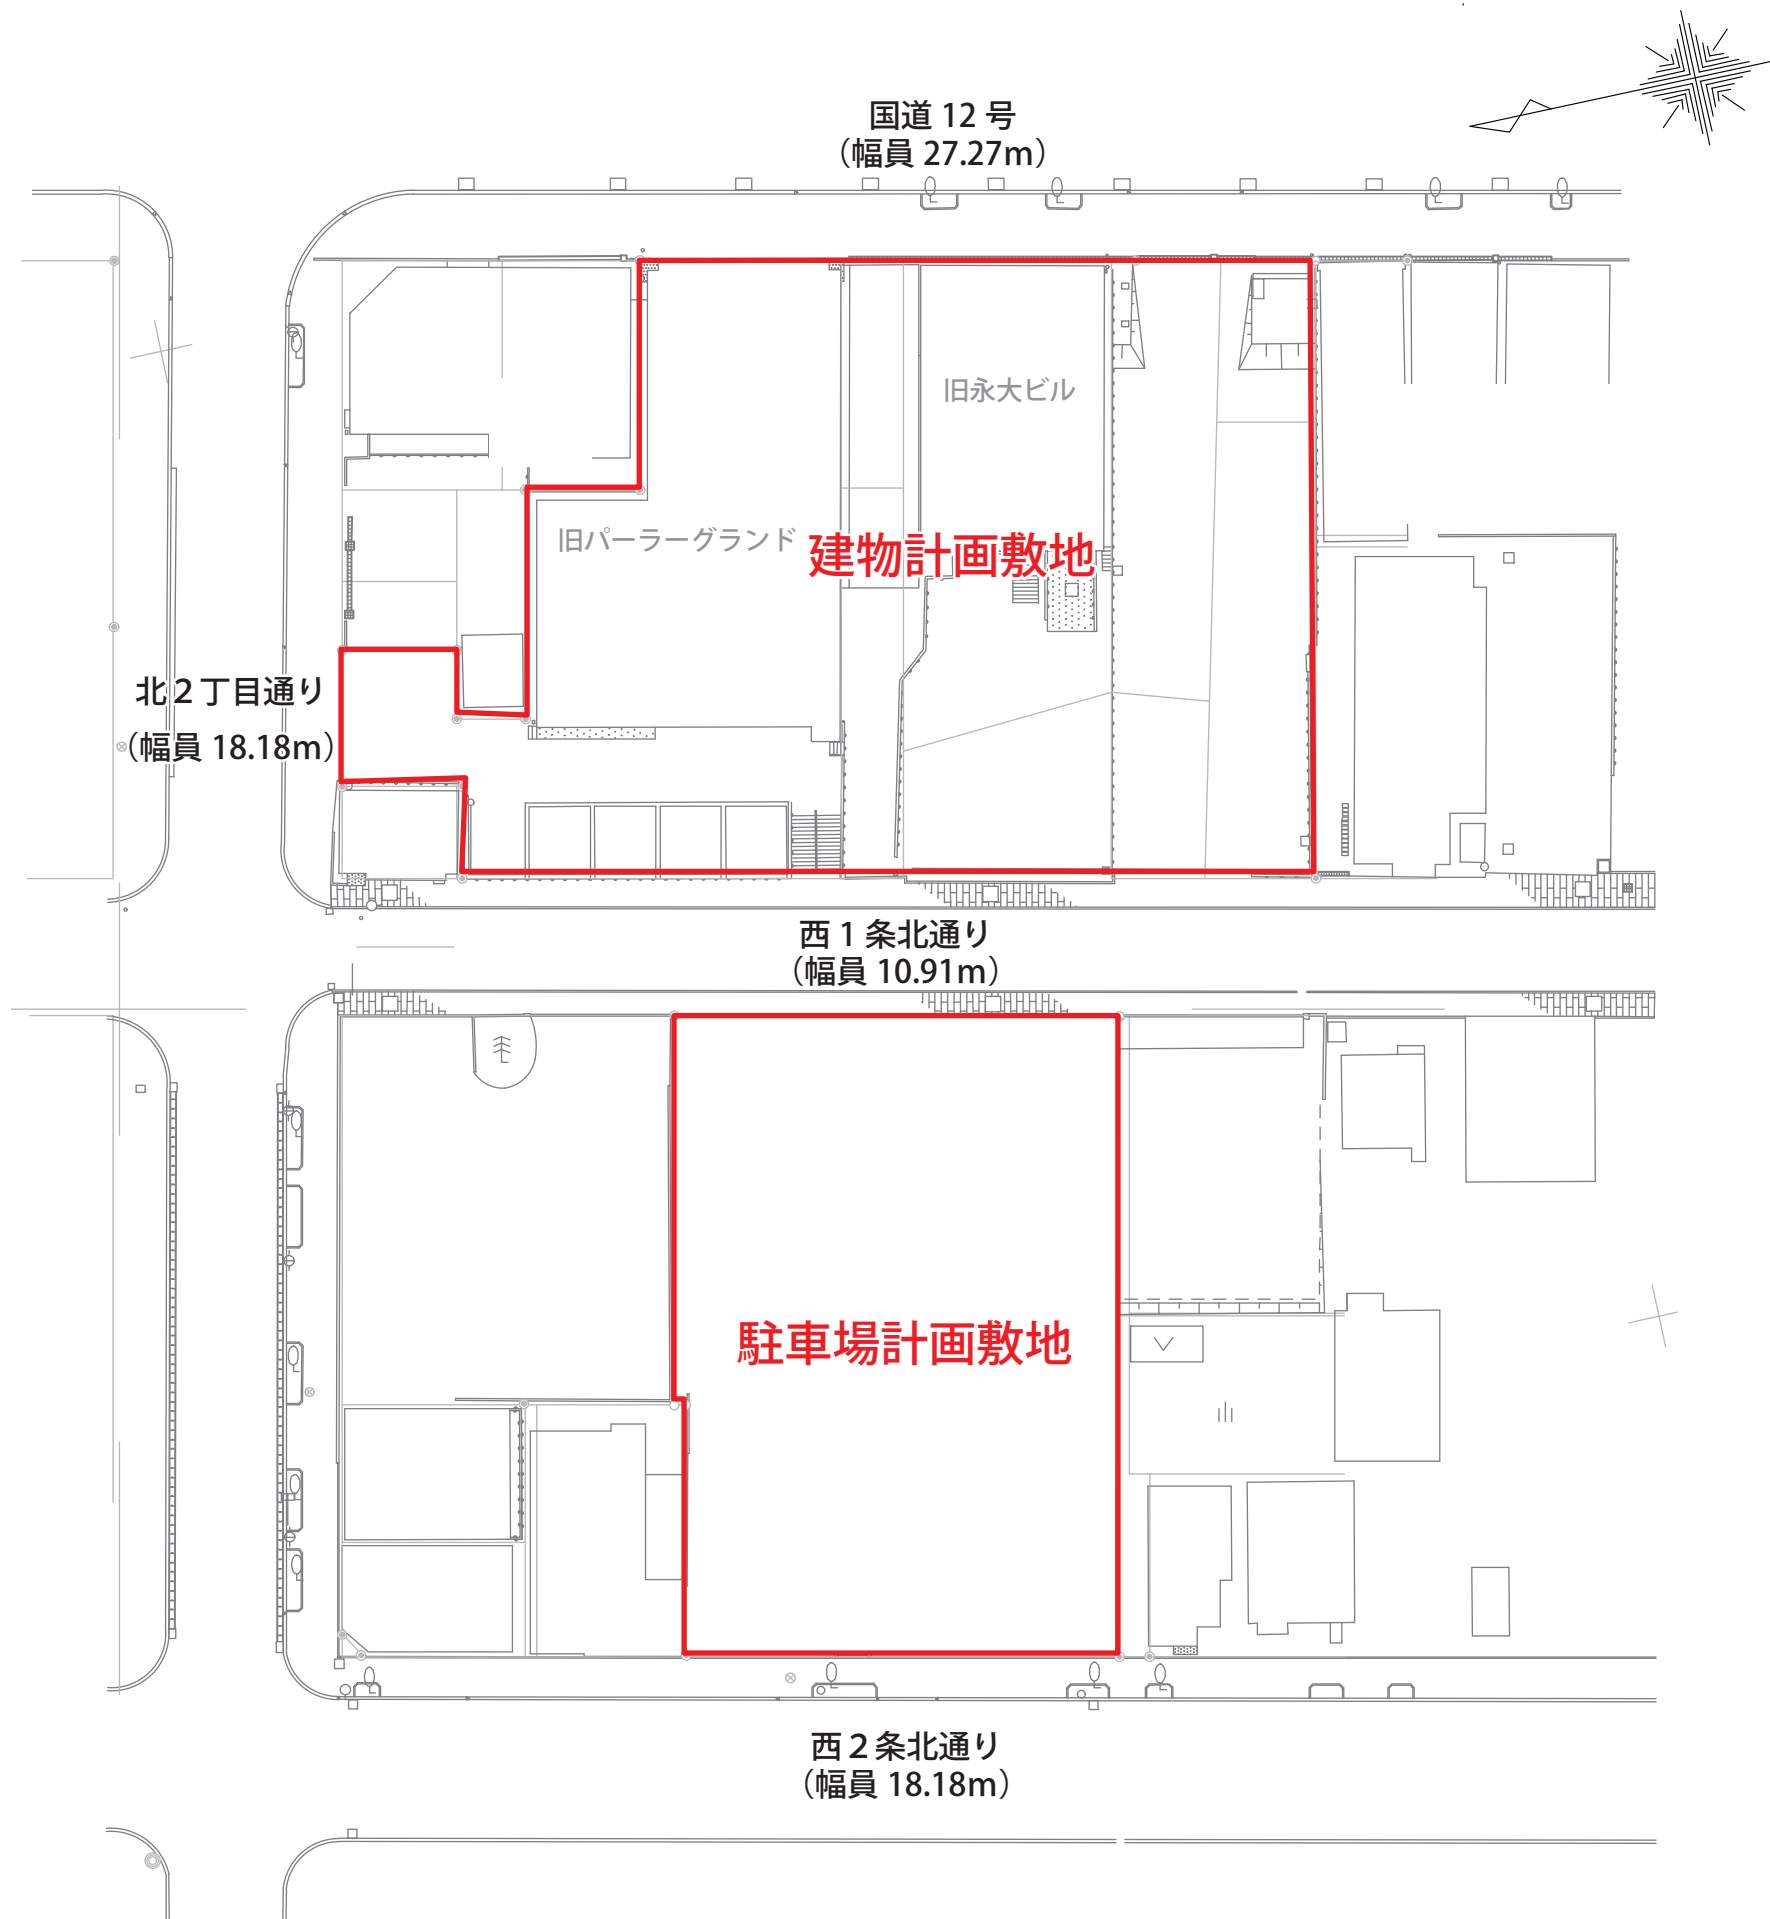 国道 12 号
（幅員 27.27m）
旧永大ビル
旧パーラーグランド
建物計画敷地
北２丁目通り
（幅員 18.18m）
西 1 条北通り
（幅員 10.91m）
駐車場計画敷地
西２条北通り
（幅員 18.18m）